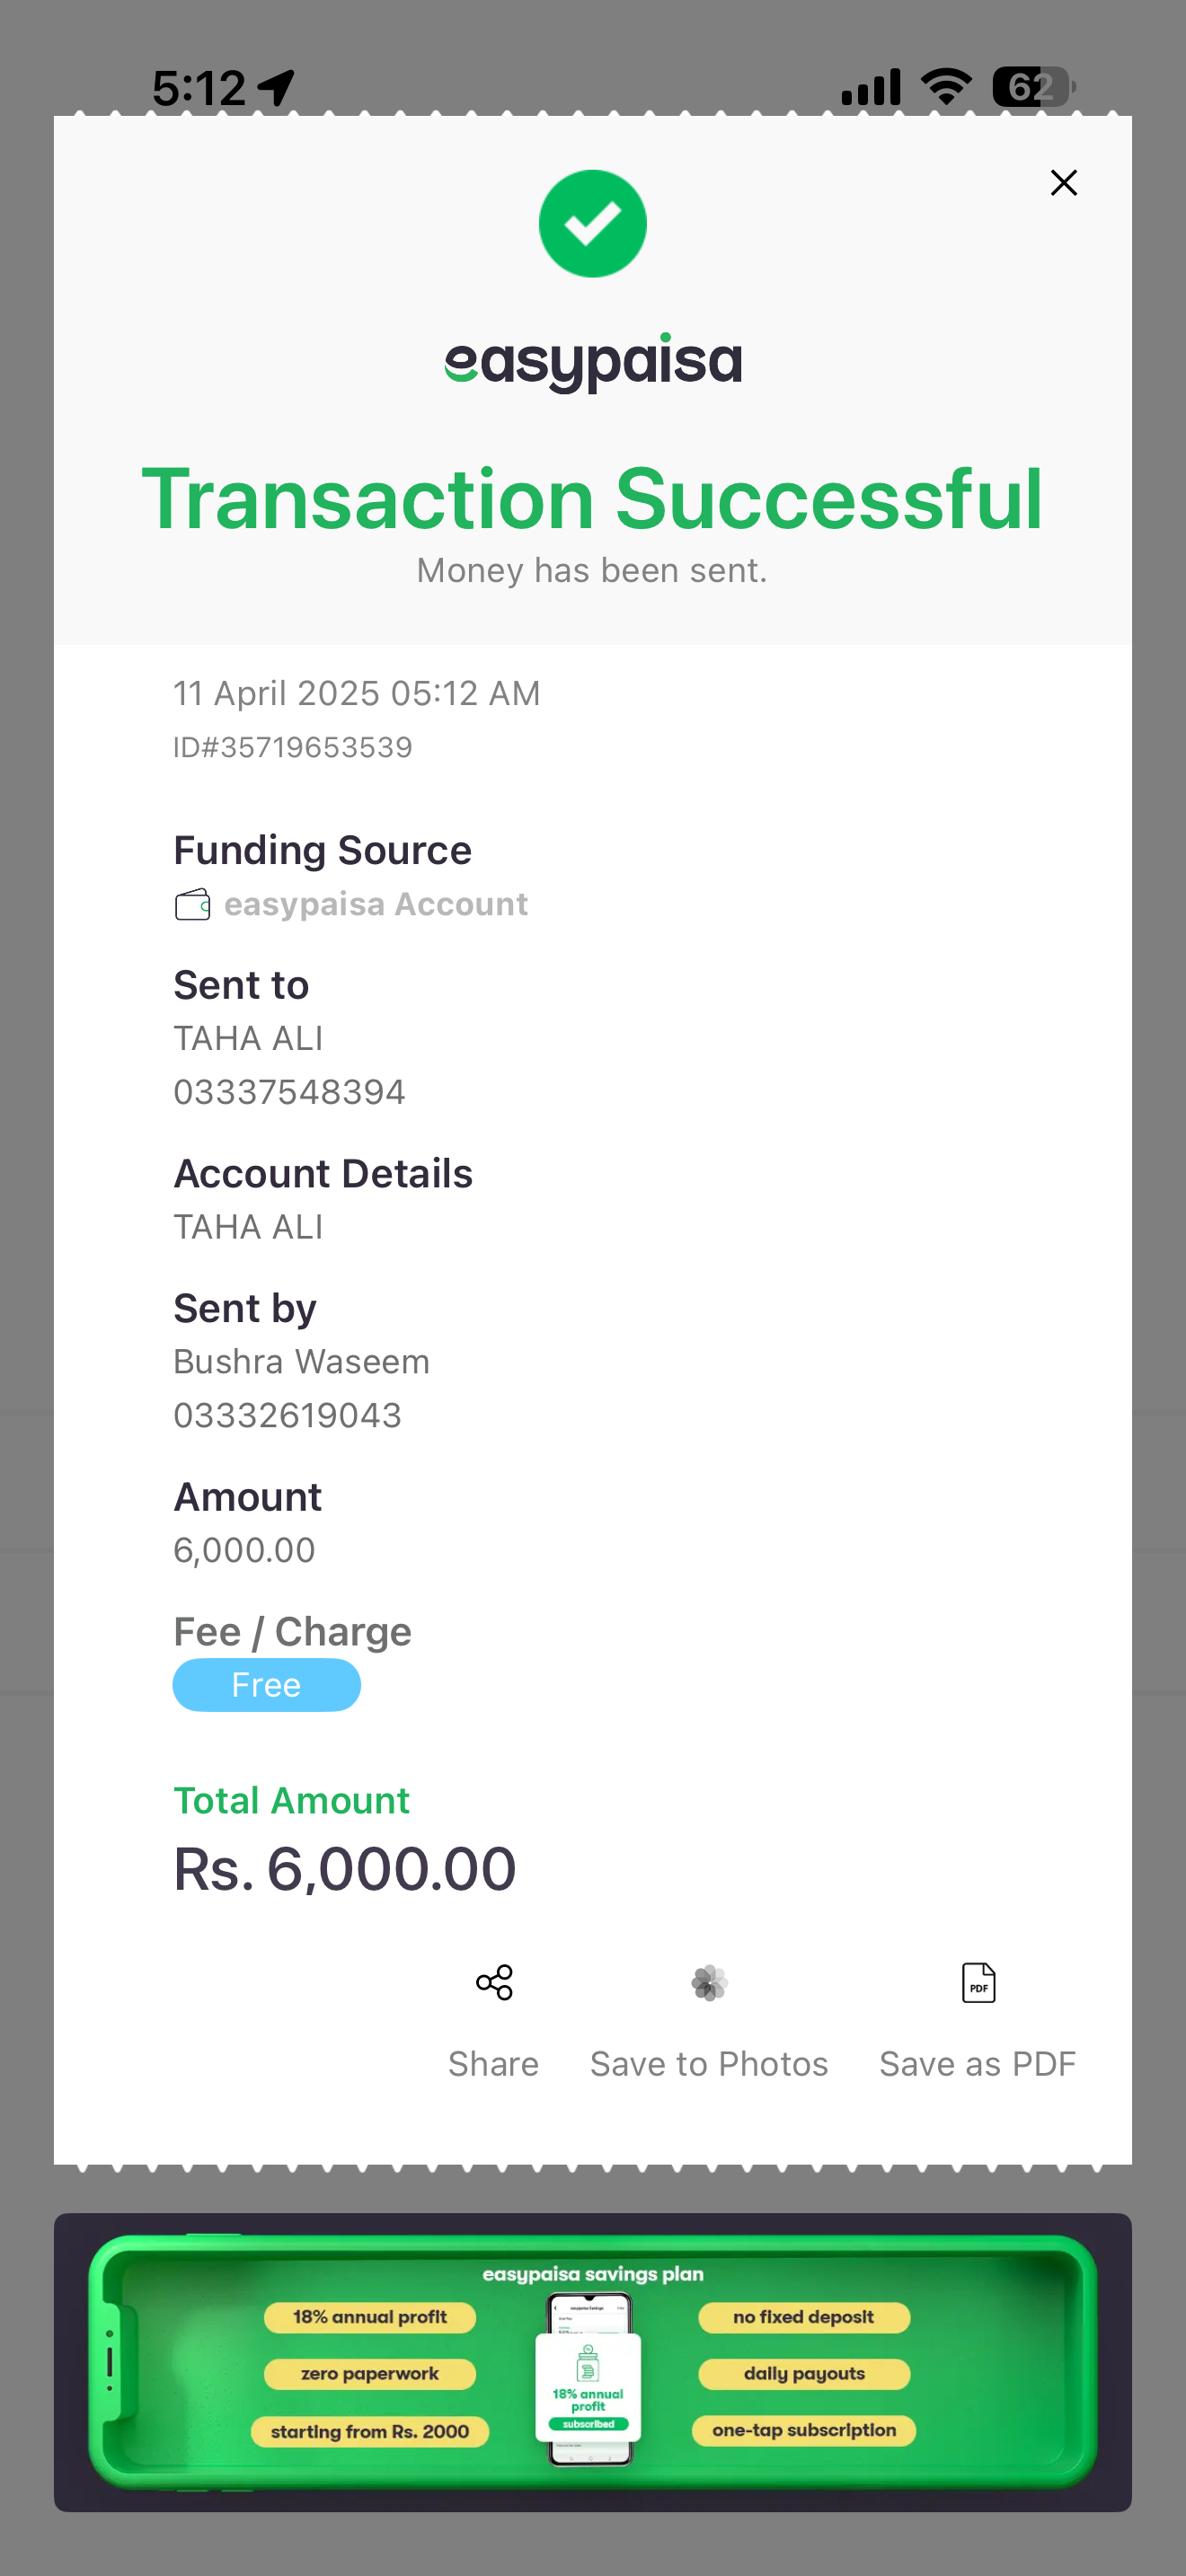 5:12
62
easypaisa
Transaction Successful
Money has been sent.
11 April 2025 05:12 AM
ID#35719653539
Funding Source
easypaisa Account
Sent to
TAHA ALI
03337548394
Account Details
TAHA ALI
Sent by
Bushra Waseem
03332619043
Amount
6,000.00
Fee / Charge
Free
Total Amount
Rs. 6,000.00
PDF
Share
Save to Photos
Save as PDF
easypaisa savings plan
18% annual profit
no fixed deposit
zero paperwork
daily payouts
18% annual
profit
subscribed
starting from Rs. 2000
one-tap subscription